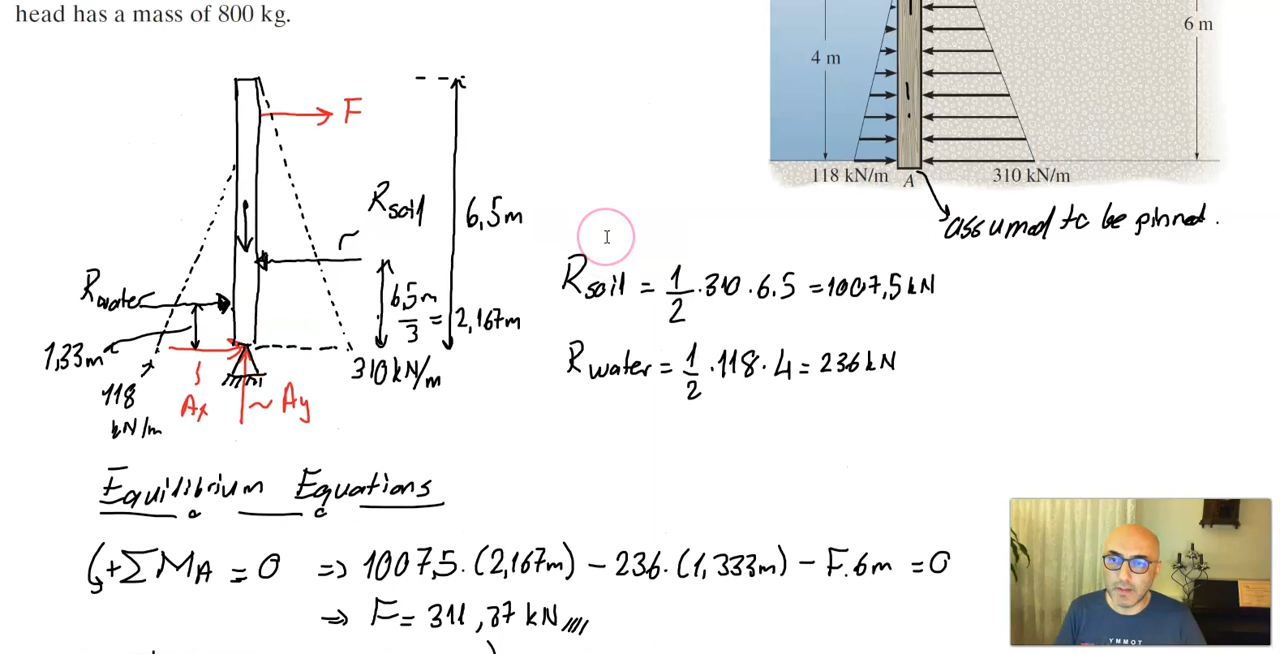 head has a mass of 800 kg.
6 m
4 m
118 kN/m A 310 kN/m
assumed to be pinned.
F
Rsoil
6,5m
Rwater
6,5m/3 = 2,167m
1,33m
310kN/m
118 kN/m
Ax
~ Ay
Rsoil = 1/2 . 310 . 6.5 = 1007,5 kN
Rwater = 1/2 . 118 . 4 = 236 kN
Equilibrium Equations
+ΣMA = 0 => 1007,5 . (2,167m) - 236 . (1,333m) - F.6m = 0
=> F = 311,37 kN
YMMOT